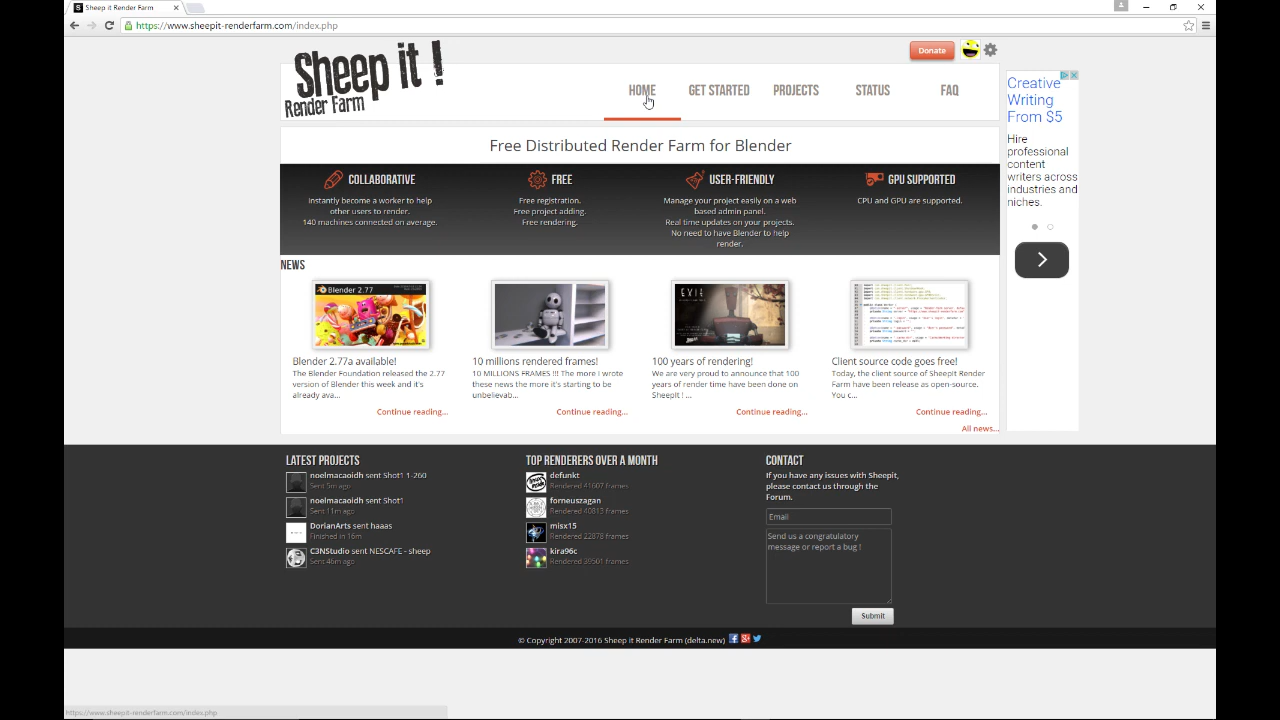 Sheep it Render Farm
https://www.sheepit-renderfarm.com/index.php
Sheep it !
Render Farm
Donate
HOME
GET STARTED
PROJECTS
STATUS
FAQ
Creative
Writing
From $5
Hire
professional
content
writers across
industries and
niches.
Free Distributed Render Farm for Blender
COLLABORATIVE
Instantly become a worker to help
other users to render.
140 machines connected on average.
FREE
Free registration.
Free project adding.
Free rendering.
USER-FRIENDLY
Manage your project easily on a web
based admin panel.
Real time updates on your projects.
No need to have Blender to help
render.
GPU SUPPORTED
CPU and GPU are supported.
NEWS
Blender 2.77
Blender 2.77a available!
The Blender Foundation released the 2.77
version of Blender this week and it's
already ava...
Continue reading...
10 millions rendered frames!
10 MILLIONS FRAMES !!! The more I wrote
these news the more it's starting to be
unbelievab...
Continue reading...
EVIL
100 years of rendering!
We are very proud to announce that 100
years of render time have been done on
SheepIt ! ...
Continue reading...
Client source code goes free!
Today, the client source of SheepIt Render
Farm have been release as open-source.
You c...
Continue reading...
All news...
LATEST PROJECTS
noelmacaoidh sent Shot1 1-260
Sent 5m ago
noelmacaoidh sent Shot1
Sent 11m ago
DorianArts sent haaas
Finished in 16m
C3NStudio sent NESCAFE - sheep
Sent 46m ago
TOP RENDERERS OVER A MONTH
defunkt
Rendered 41607 frames
forneuszagan
Rendered 40813 frames
misx15
Rendered 22878 frames
kira96c
Rendered 39501 frames
CONTACT
If you have any issues with Sheepit,
please contact us through the
Forum.
Email
Send us a congratulatory
message or report a bug !
Submit
© Copyright 2007-2016 Sheep it Render Farm (delta.new)
https://www.sheepit-renderfarm.com/index.php